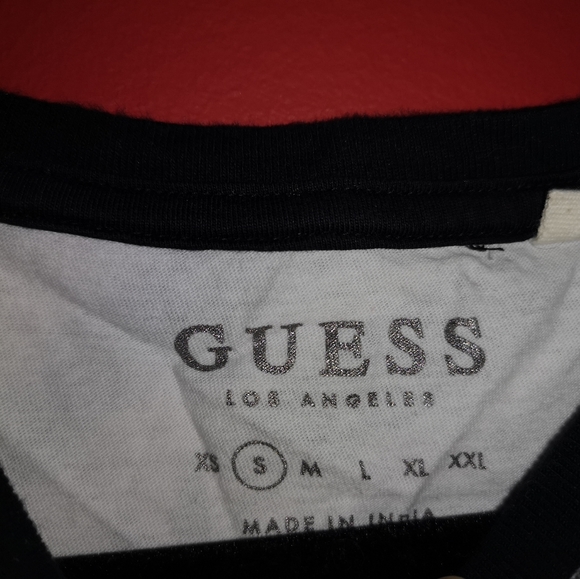 GUESS
LOS ANGELES
XS S M L XL XXL
MADE IN INDIA